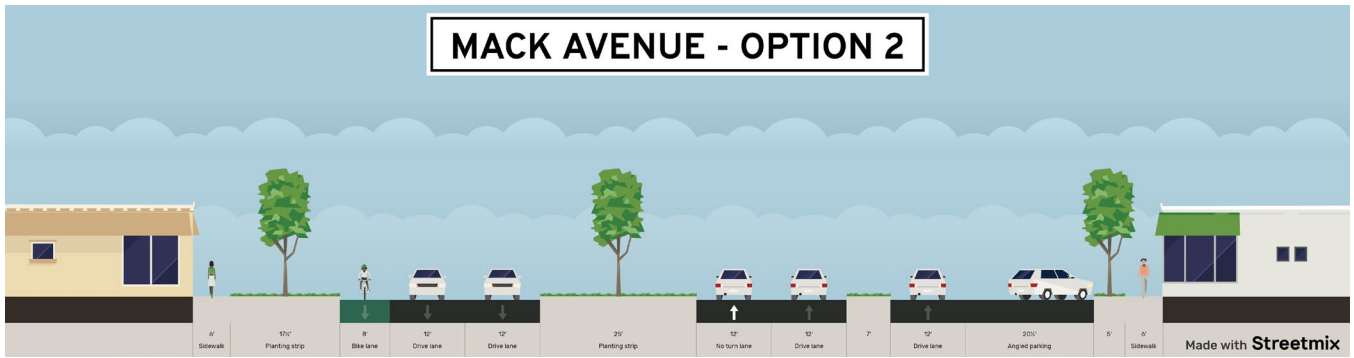 MACK AVENUE - OPTION 2
6' 17½' 8' 12' 12' 25' 12' 12' 7' 12' 20½' 5' 6'
Sidewalk Planting strip Bike lane Drive lane Drive lane Planting strip No turn lane Drive lane Drive lane Angled parking Sidewalk
Made with Streetmix